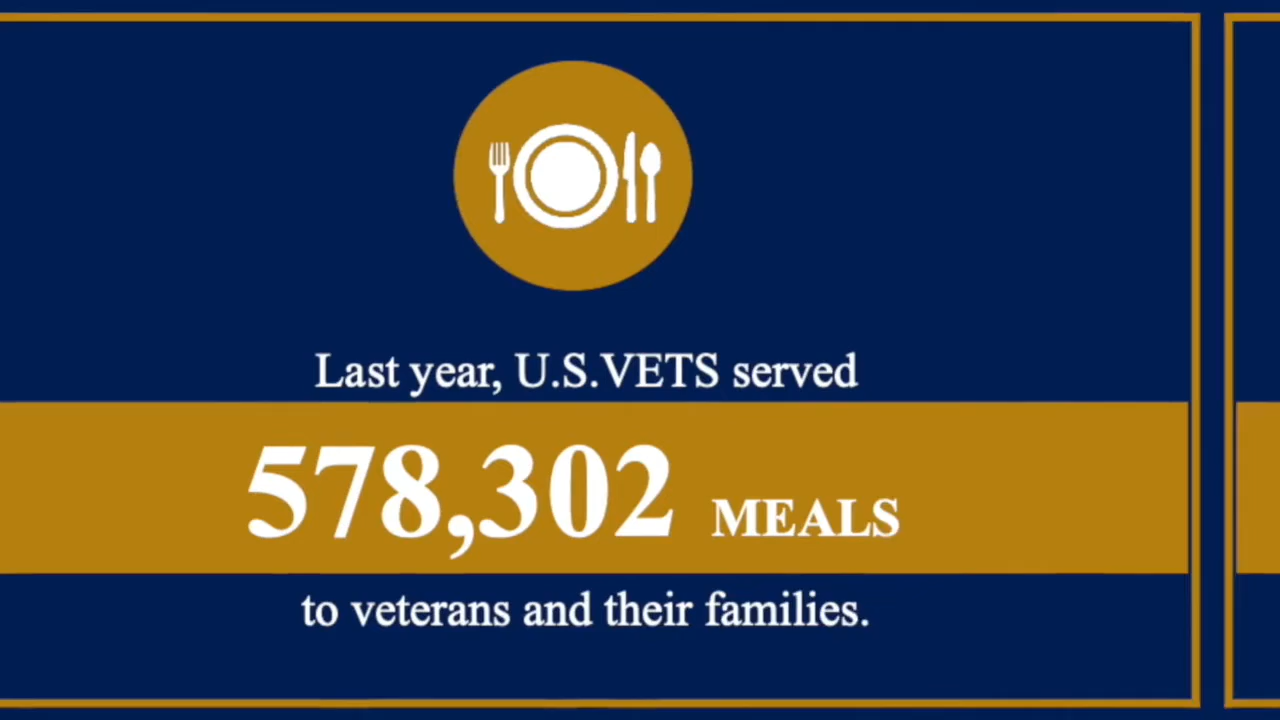 Last year, U.S.VETS served
578,302 MEALS
to veterans and their families.